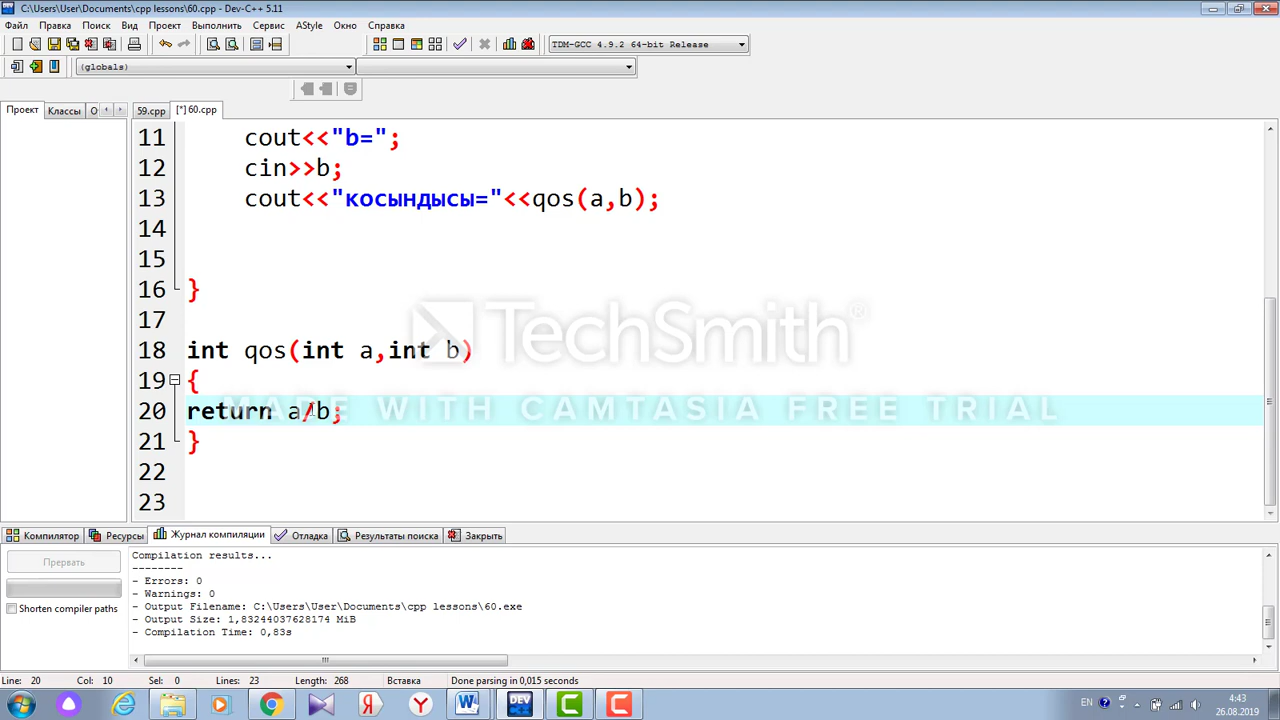 C:\Users\User\Documents\cpp lessons\60.cpp - Dev-C++ 5.11
Файл Правка Поиск Вид Проект Выполнить Сервис AStyle Окно Справка
TDM-GCC 4.9.2 64-bit Release
(globals)
Проект Классы О 59.cpp [*] 60.cpp
11 cout<<"b=";
12 cin>>b;
13 cout<<"косындысы="<<qos(a,b);
14
15
16 }
17
TechSmith®
18 int qos(int a,int b)
19 {
MADE WITH CAMTASIA FREE TRIAL
20 return a/b;
21 }
22
23
Компилятор Ресурсы Журнал компиляции Отладка Результаты поиска Закрыть
Прервать
Shorten compiler paths
Compilation results...
--------
- Errors: 0
- Warnings: 0
- Output Filename: C:\Users\User\Documents\cpp lessons\60.exe
- Output Size: 1,83244037628174 MiB
- Compilation Time: 0,83s
Line: 20 Col: 10 Sel: 0 Lines: 23 Length: 268 Вставка Done parsing in 0,015 seconds
EN 4:43
26.08.2019